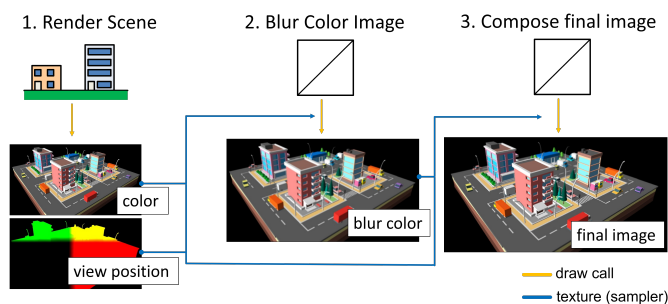 1. Render Scene
2. Blur Color Image
3. Compose final image
color
blur color
final image
view position
draw call
texture (sampler)